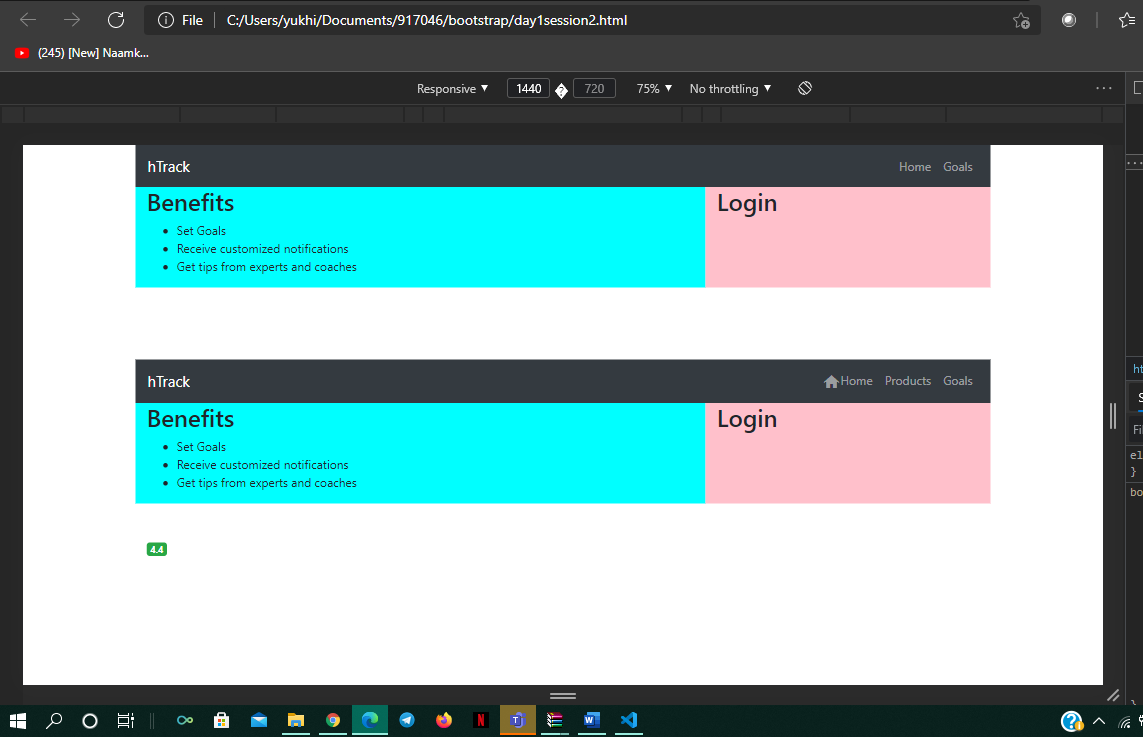 File C:/Users/yukhi/Documents/917046/bootstrap/day1session2.html
(245) [New] Naamk...
Responsive 1440 720 75% No throttling
hTrack Home Goals
Benefits Login
Set Goals
Receive customized notifications
Get tips from experts and coaches
hTrack Home Products Goals
Benefits Login
Set Goals
Receive customized notifications
Get tips from experts and coaches
4.4